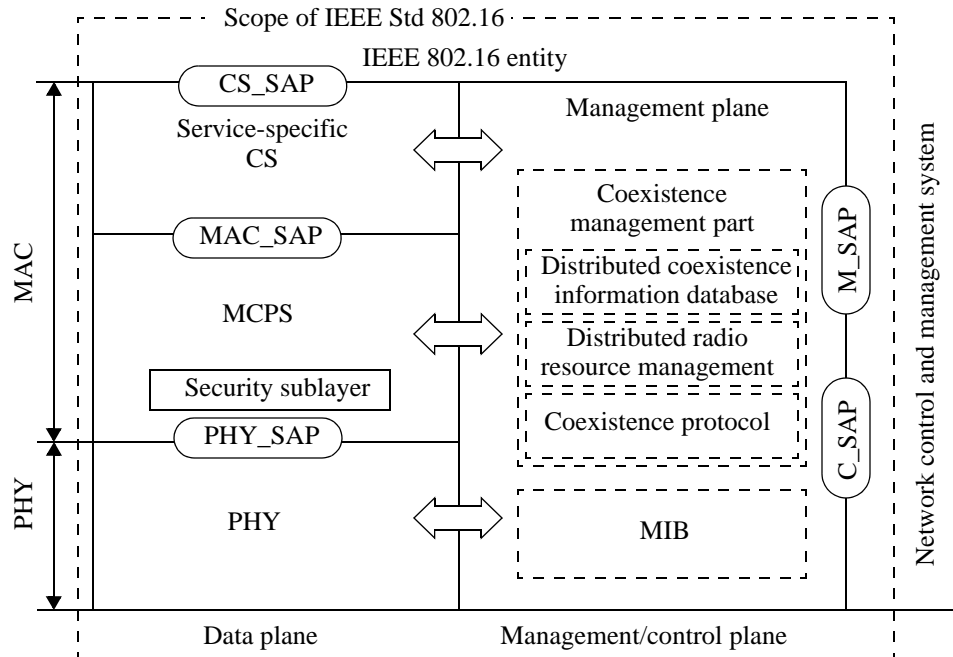 Scope of IEEE Std 802.16
IEEE 802.16 entity
CS_SAP
Service-specific
CS
MAC_SAP
MCPS
Security sublayer
PHY_SAP
PHY
Data plane
MAC
PHY
Management plane
Coexistence
management part
Distributed coexistence
information database
Distributed radio
resource management
Coexistence protocol
MIB
Management/control plane
M_SAP
C_SAP
Network control and management system